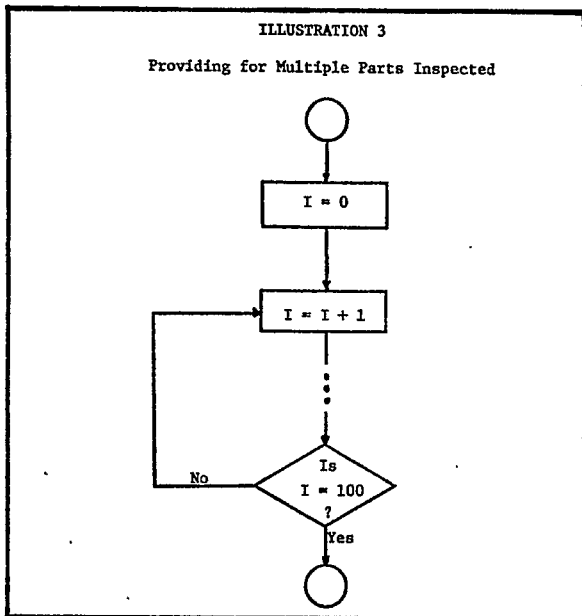 ILLUSTRATION 3
Providing for Multiple Parts Inspected
I = 0
I = I + 1
Is
I = 100
?
No
Yes